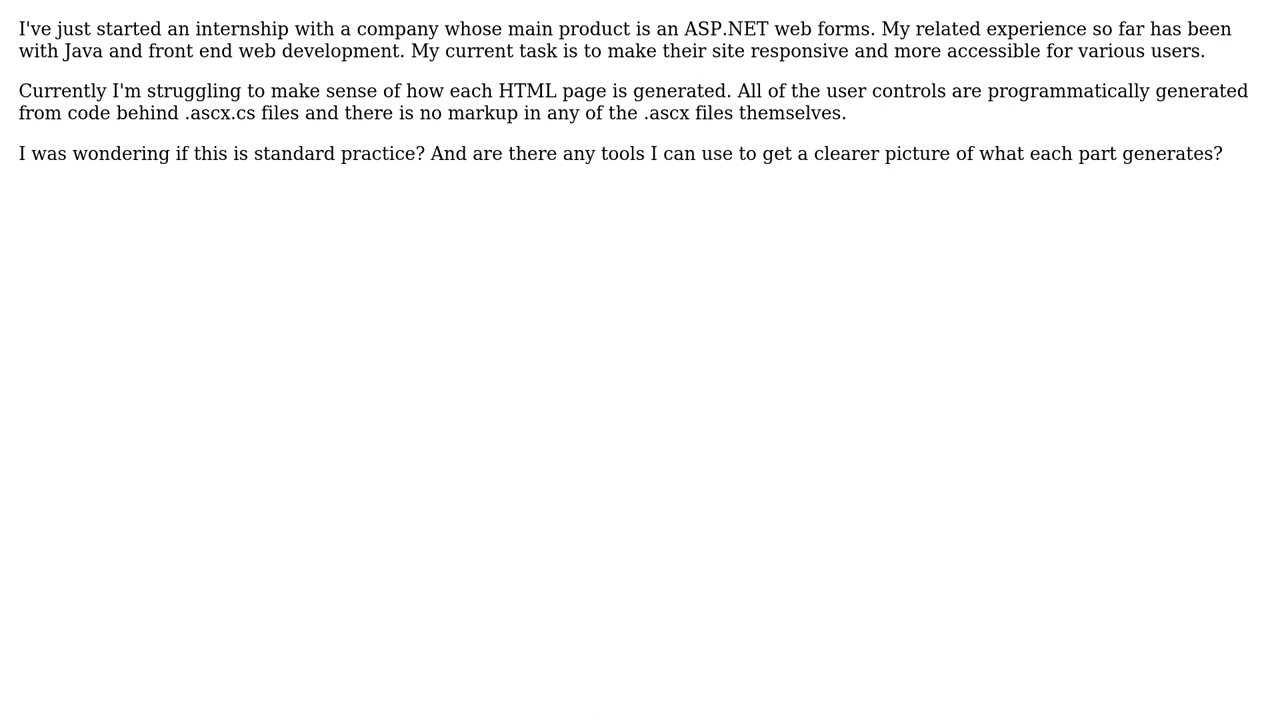 I've just started an internship with a company whose main product is an ASP.NET web forms. My related experience so far has been
with Java and front end web development. My current task is to make their site responsive and more accessible for various users.
Currently I'm struggling to make sense of how each HTML page is generated. All of the user controls are programmatically generated
from code behind .ascx.cs files and there is no markup in any of the .ascx files themselves.
I was wondering if this is standard practice? And are there any tools I can use to get a clearer picture of what each part generates?